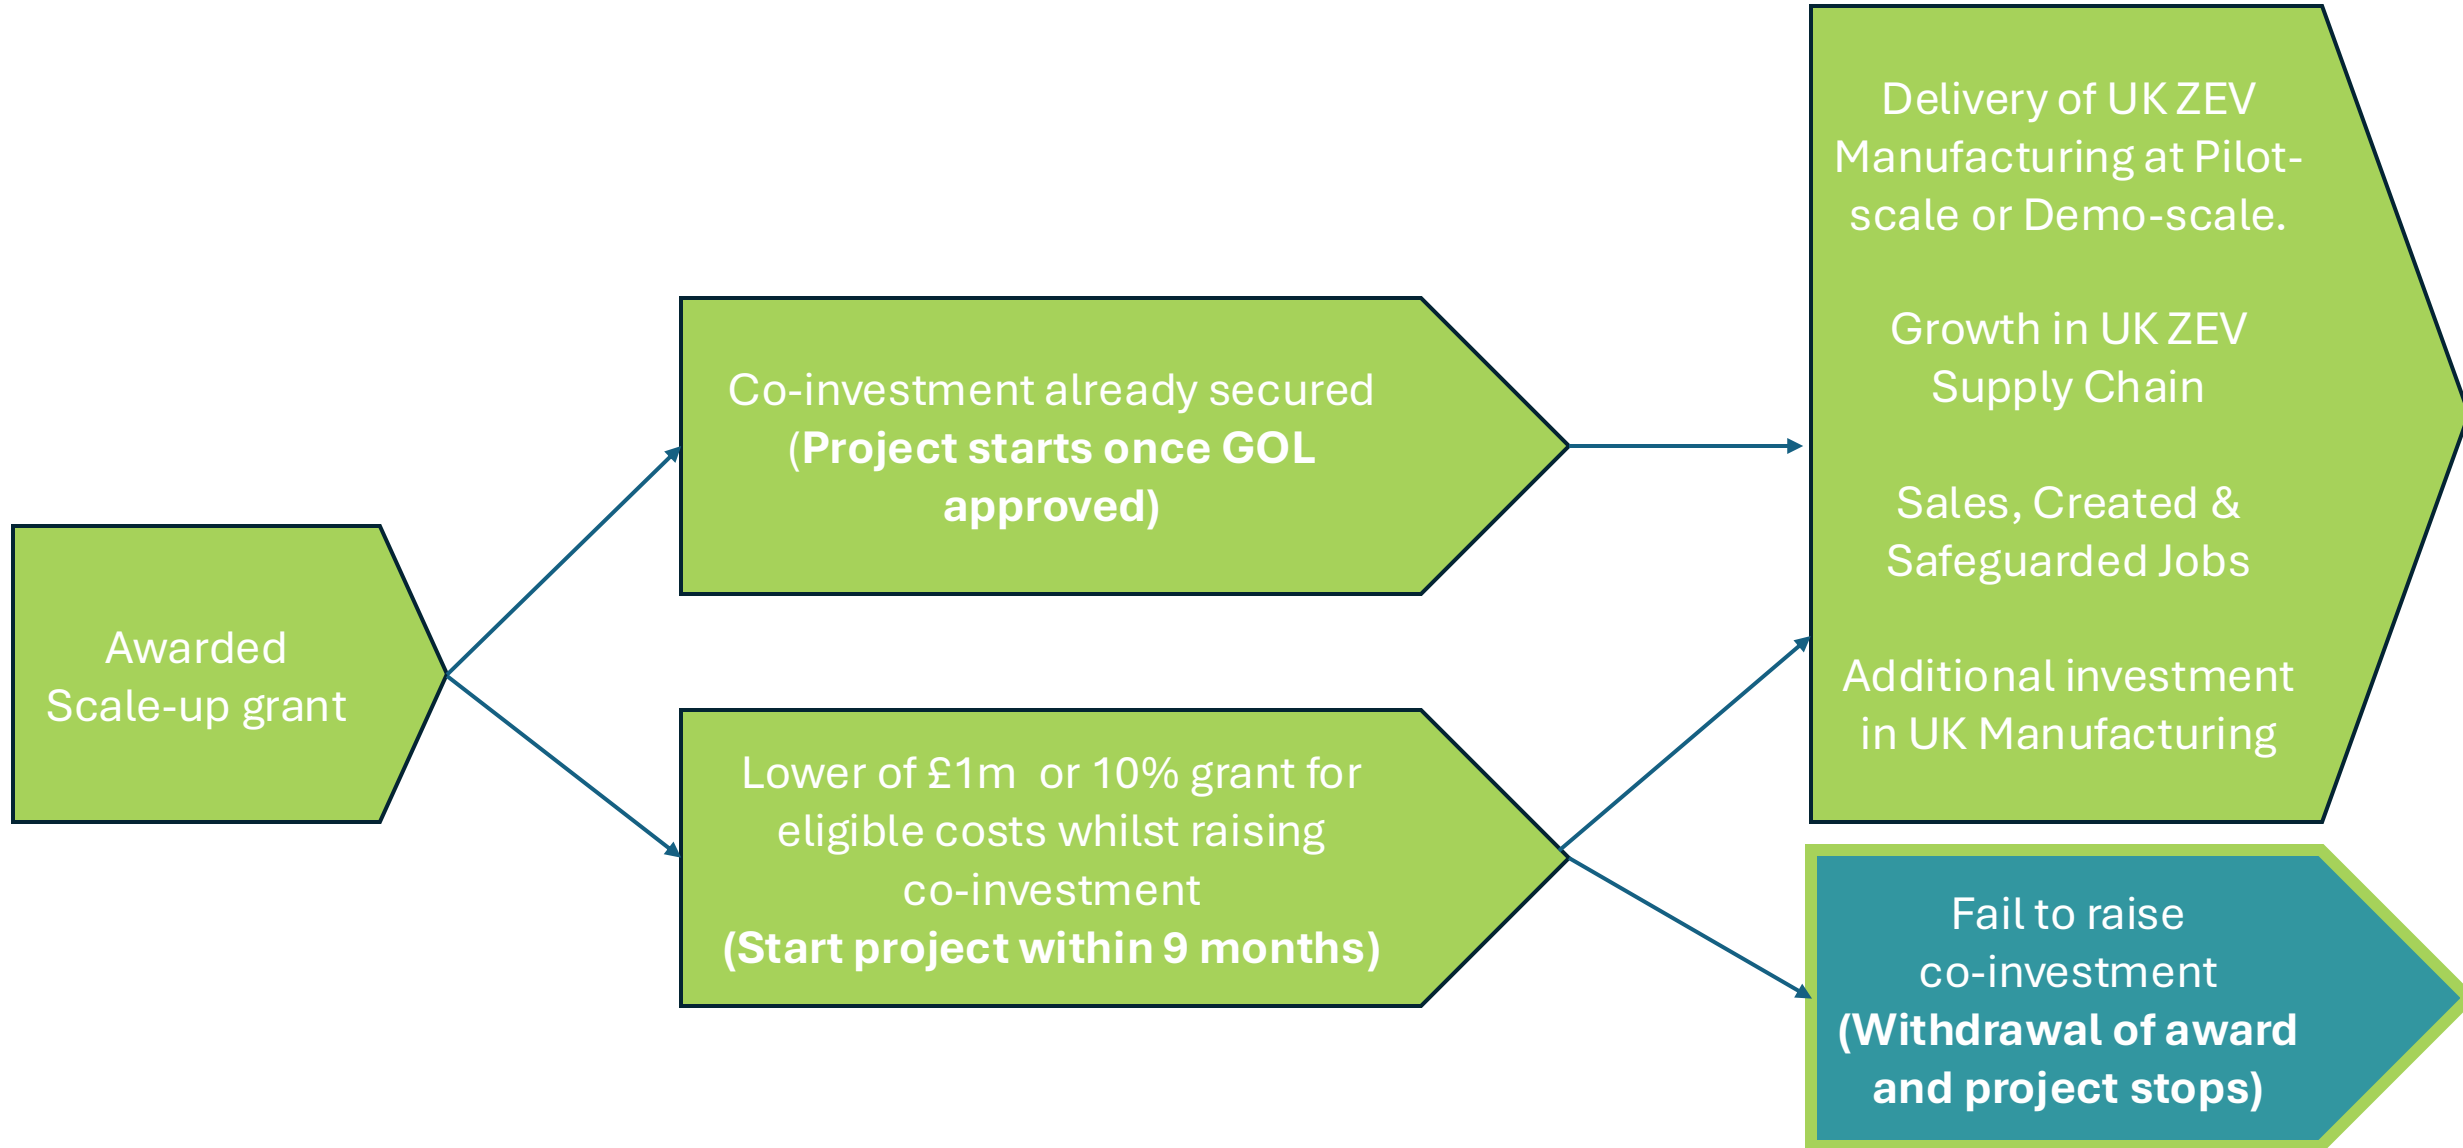 Awarded
Scale-up grant
Co-investment already secured
(Project starts once GOL
approved)
Lower of £1m  or 10% grant for
eligible costs whilst raising
co-investment
(Start project within 9 months)
Delivery of UK ZEV
Manufacturing at Pilot-
scale or Demo-scale.
Growth in UK ZEV
Supply Chain
Sales, Created &
Safeguarded Jobs
Additional investment
in UK Manufacturing
Fail to raise
co-investment
(Withdrawal of award
and project stops)